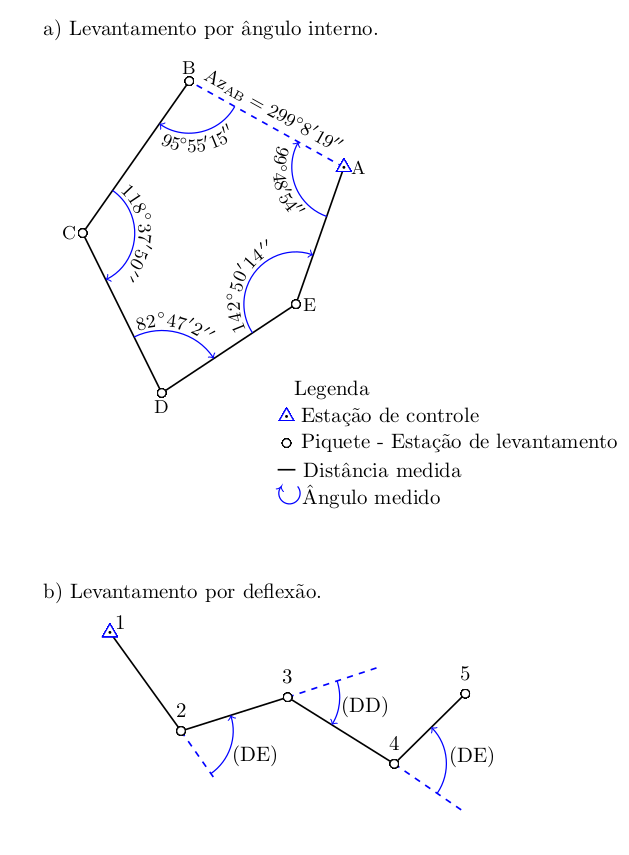 a) Levantamento por ângulo interno.
B
Az_AB = 299°8′19′′
95°55′15′′
A
99°48′54′′
118°37′50′′
C
142°50′14′′
E
82°47′2′′
D
Legenda
Estação de controle
Piquete - Estação de levantamento
Distância medida
Ângulo medido
b) Levantamento por deflexão.
1
2
3
5
(DD)
4
(DE)
(DE)